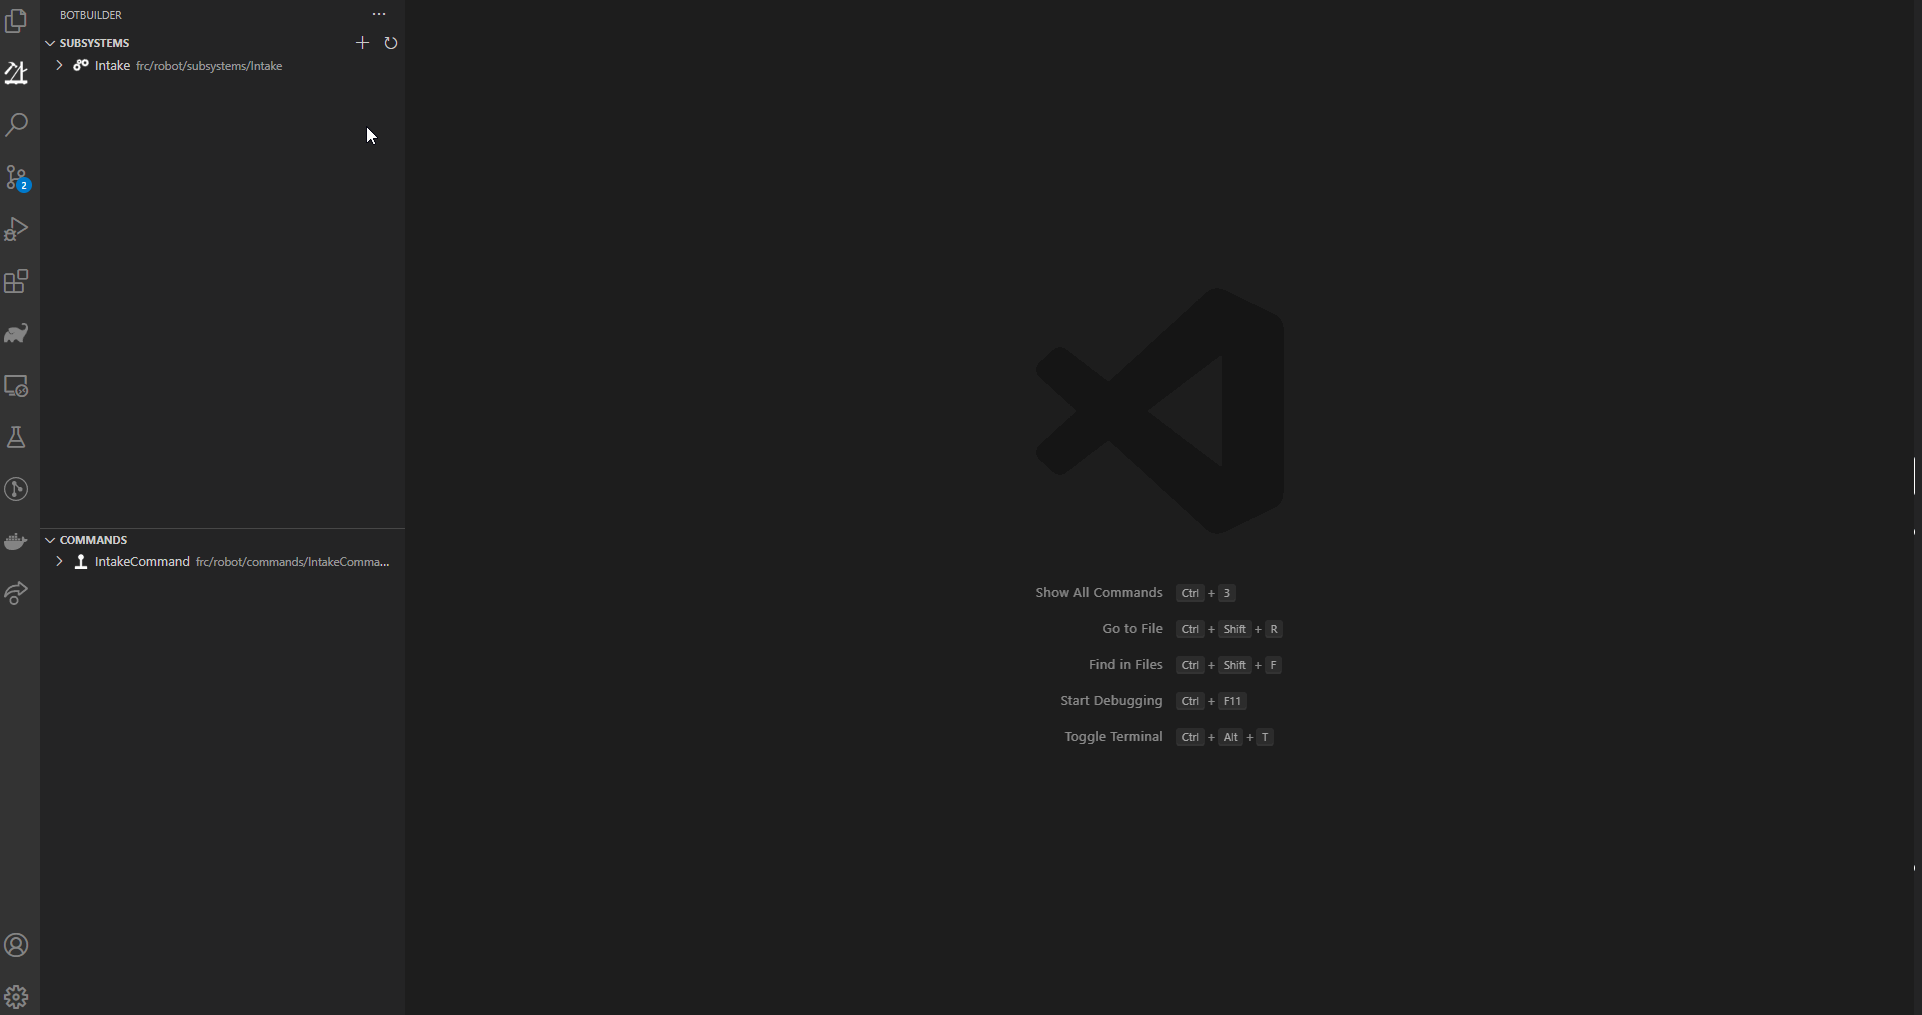 BOTBUILDER
SUBSYSTEMS
Intake frc/robot/subsystems/Intake
2
COMMANDS
IntakeCommand frc/robot/commands/IntakeComma...
Show All Commands Ctrl + 3
Go to File Ctrl + Shift + R
Find in Files Ctrl + Shift + F
Start Debugging Ctrl + F11
Toggle Terminal Ctrl + Alt + T